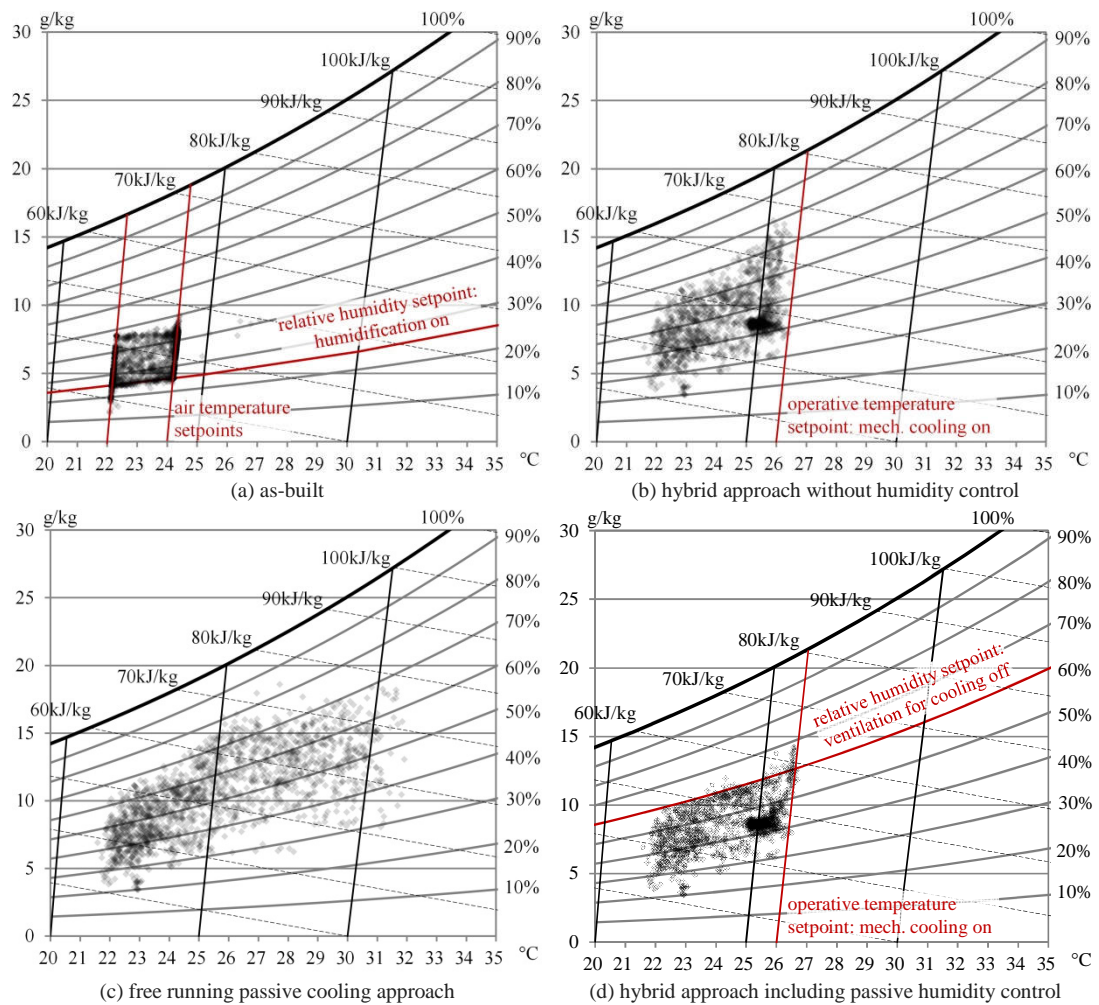 g/kg
100%
30
90%
100kJ/kg
80%
25
90kJ/kg
70%
80kJ/kg
20
60%
70kJ/kg
50%
60kJ/kg
15
40%
10
30%
relative humidity setpoint:
humidification on
20%
5
10%
air temperature
setpoints
0
20 21 22 23 24 25 26 27 28 29 30 31 32 33 34 35
°C
(a) as-built
g/kg
100%
30
90%
100kJ/kg
80%
25
90kJ/kg
70%
80kJ/kg
20
60%
70kJ/kg
50%
60kJ/kg
15
40%
10
30%
20%
5
10%
operative temperature
setpoint: mech. cooling on
0
20 21 22 23 24 25 26 27 28 29 30 31 32 33 34 35
°C
(b) hybrid approach without humidity control
g/kg
100%
30
90%
100kJ/kg
80%
25
90kJ/kg
70%
80kJ/kg
20
60%
70kJ/kg
50%
60kJ/kg
15
40%
10
30%
20%
5
10%
0
20 21 22 23 24 25 26 27 28 29 30 31 32 33 34 35
°C
(c) free running passive cooling approach
g/kg
100%
30
90%
100kJ/kg
80%
25
90kJ/kg
70%
80kJ/kg
20
60%
relative humidity setpoint:
ventilation for cooling off
70kJ/kg
50%
60kJ/kg
15
40%
10
30%
20%
5
10%
operative temperature
setpoint: mech. cooling on
0
20 21 22 23 24 25 26 27 28 29 30 31 32 33 34 35
°C
(d) hybrid approach including passive humidity control